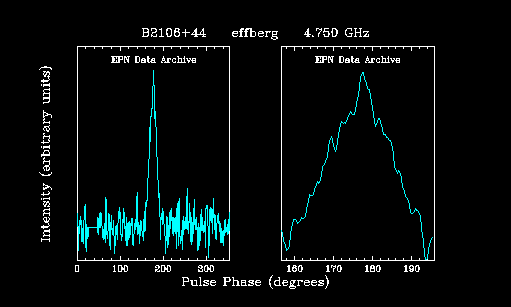 B2106+44 effberg 4.750 GHz
EPN Data Archive EPN Data Archive
Intensity (arbitrary units)
0 100 200 300 160 170 180 190
Pulse Phase (degrees)